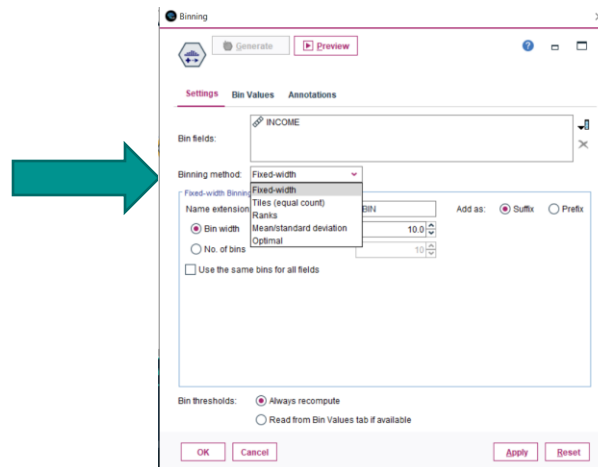 Binning
Generate Preview
Settings Bin Values Annotations
INCOME
Bin fields:
Binning method: Fixed-width
Fixed-width
Tiles (equal count)
Ranks
Mean/standard deviation
Optimal
Fixed-width Binning
Name extension BIN Add as: Suffix Prefix
Bin width 10.0
No. of bins 10
Use the same bins for all fields
Bin thresholds: Always recompute
Read from Bin Values tab if available
OK Cancel Apply Reset